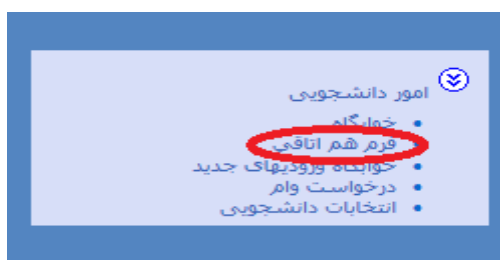 امور دانشجویی
خوابگاه
فرم هم اتاقی
خوابگاه ورودیهای جدید
درخواست وام
انتخابات دانشجویی